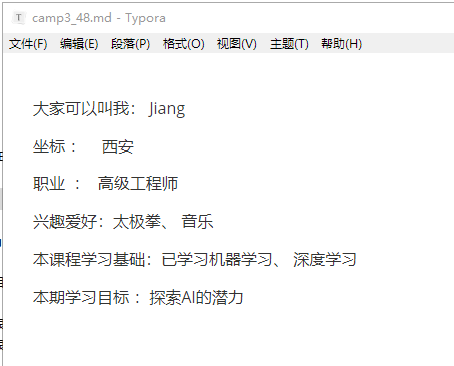 camp3_48.md - Typora
文件(F) 编辑(E) 段落(P) 格式(O) 视图(V) 主题(T) 帮助(H)
大家可以叫我： Jiang
坐标 ： 西安
职业 ： 高级工程师
兴趣爱好：太极拳、 音乐
本课程学习基础：已学习机器学习、 深度学习
本期学习目标 ：探索AI的潜力